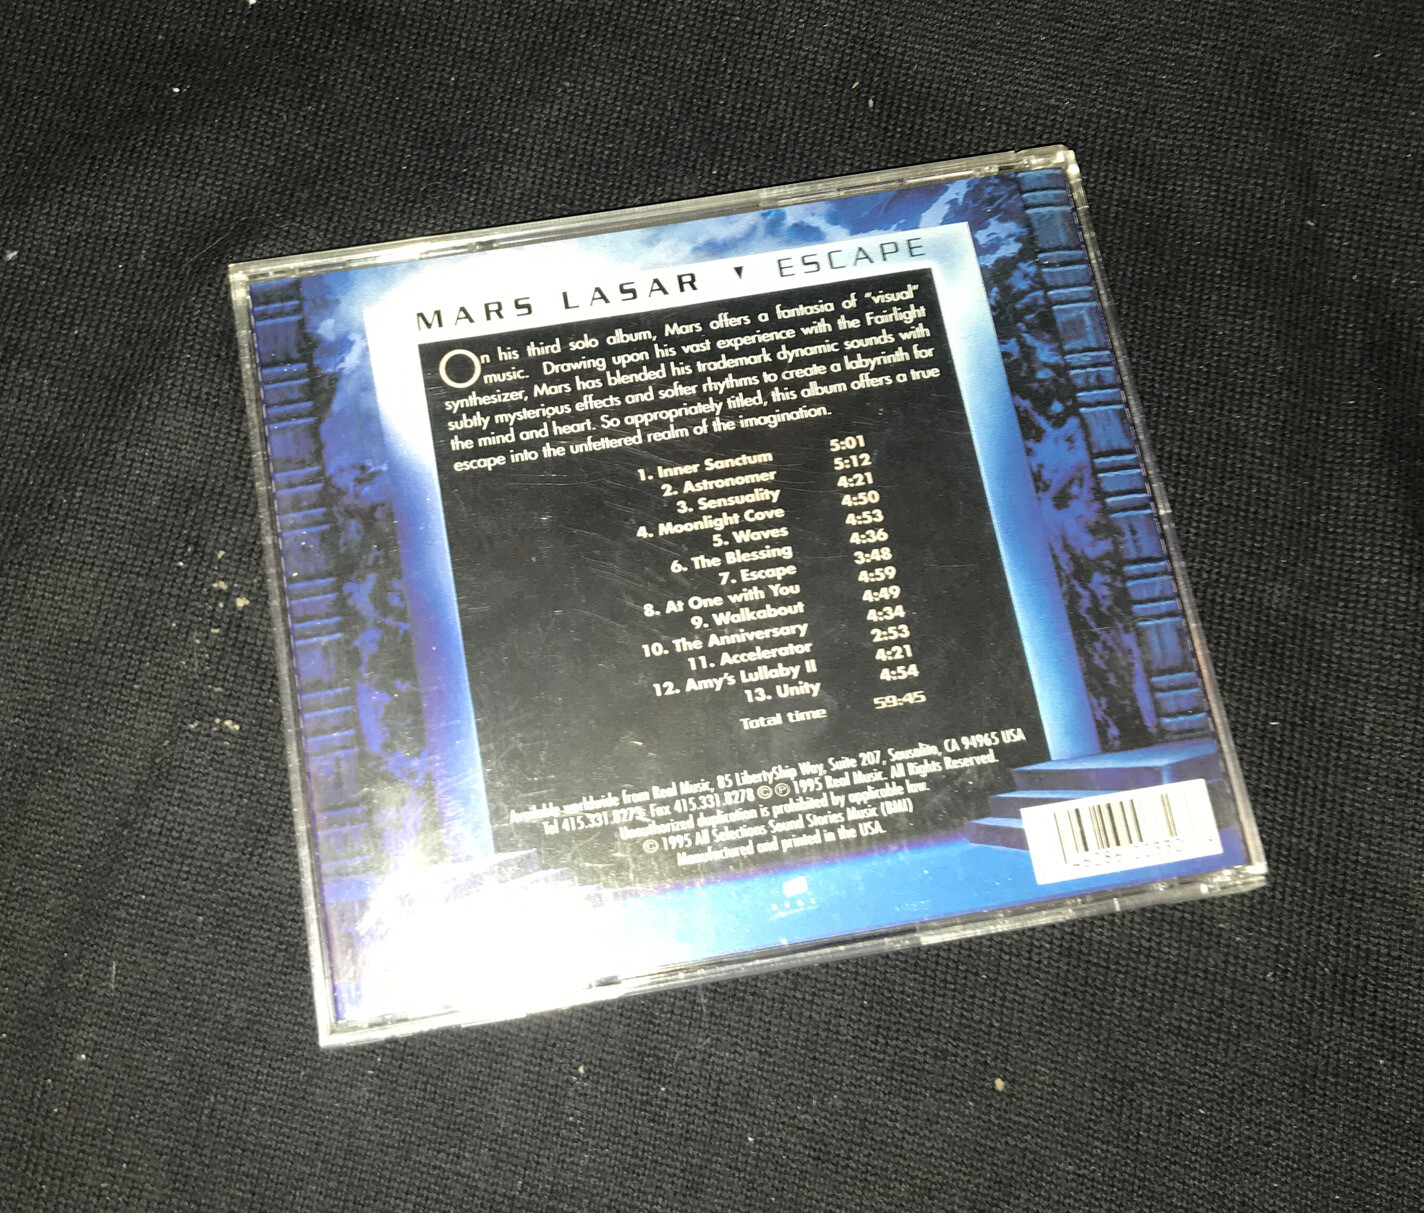 MARS LASAR ▼ ESCAPE
On his third solo album, Mars offers a fantasia of "visual"
music. Drawing upon his vast experience with the Fairlight
synthesizer, Mars has blended his trademark dynamic sounds with
subtly mysterious effects and softer rhythms to create a labyrinth for
the mind and heart. So appropriately titled, this album offers a true
escape into the unfettered realm of the imagination.
1. Inner Sanctum 5:01
2. Astronomer 5:12
3. Sensuality 4:21
4. Moonlight Cove 4:50
5. Waves 4:53
6. The Blessing 4:36
7. Escape 3:48
8. At One with You 4:59
9. Walkabout 4:49
10. The Anniversary 4:34
11. Accelerator 2:53
12. Amy's Lullaby II 4:21
13. Unity 4:54
Total time 59:45
Available worldwide from Real Music, 85 LibertyShip Way, Suite 207, Sausalito, CA 94965 USA
Tel 415.331.8273 Fax 415.331.8278 © ℗ 1995 Real Music. All Rights Reserved.
Unauthorized duplication is prohibited by applicable law.
© 1995 All Selections Sound Stories Music (BMI)
Manufactured and printed in the USA.
REAL